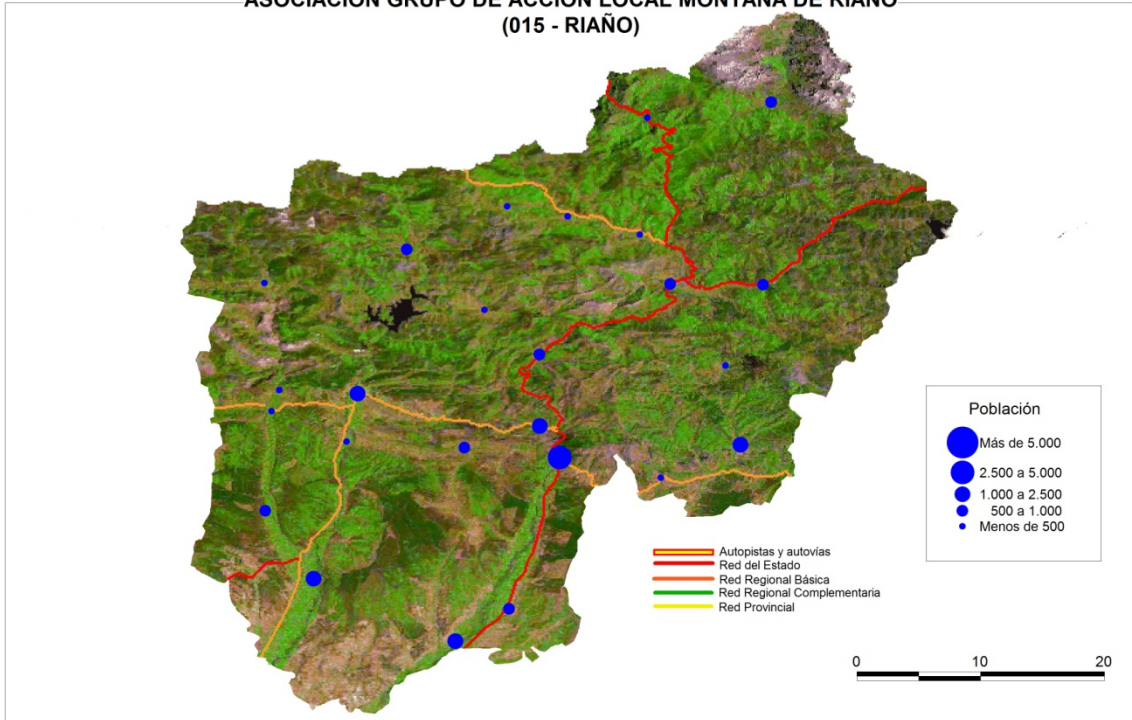 ASOCIACIÓN GRUPO DE ACCIÓN LOCAL MONTAÑA DE RIAÑO
(015 - RIAÑO)
Población
Más de 5.000
2.500 a 5.000
1.000 a 2.500
500 a 1.000
Menos de 500
Autopistas y autovías
Red del Estado
Red Regional Básica
Red Regional Complementaria
Red Provincial
0 10 20